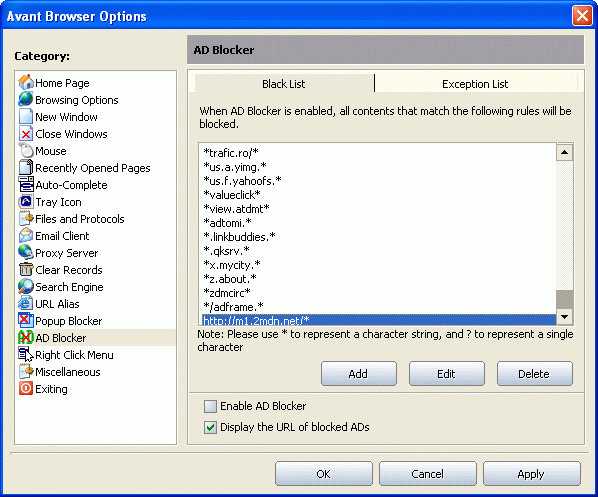 Avant Browser Options
Category:
Home Page
Browsing Options
New Window
Close Windows
Mouse
Recently Opened Pages
Auto-Complete
Tray Icon
Files and Protocols
Email Client
Proxy Server
Clear Records
Search Engine
URL Alias
Popup Blocker
AD Blocker
Right Click Menu
Miscellaneous
Exiting
AD Blocker
Black List
Exception List
When AD Blocker is enabled, all contents that match the following rules will be
blocked.
*trafic.ro/*
*us.a.yimg.*
*us.f.yahoofs.*
*valueclick*
*view.atdmt*
*adtomi.*
*.linkbuddies.*
*.qksrv.*
*x.mycity.*
*z.about.*
*zdmcirc*
*/adframe.*
http://m1.2mdn.net/*
Note: Please use * to represent a character string, and ? to represent a single
character
Add
Edit
Delete
Enable AD Blocker
Display the URL of blocked ADs
OK
Cancel
Apply